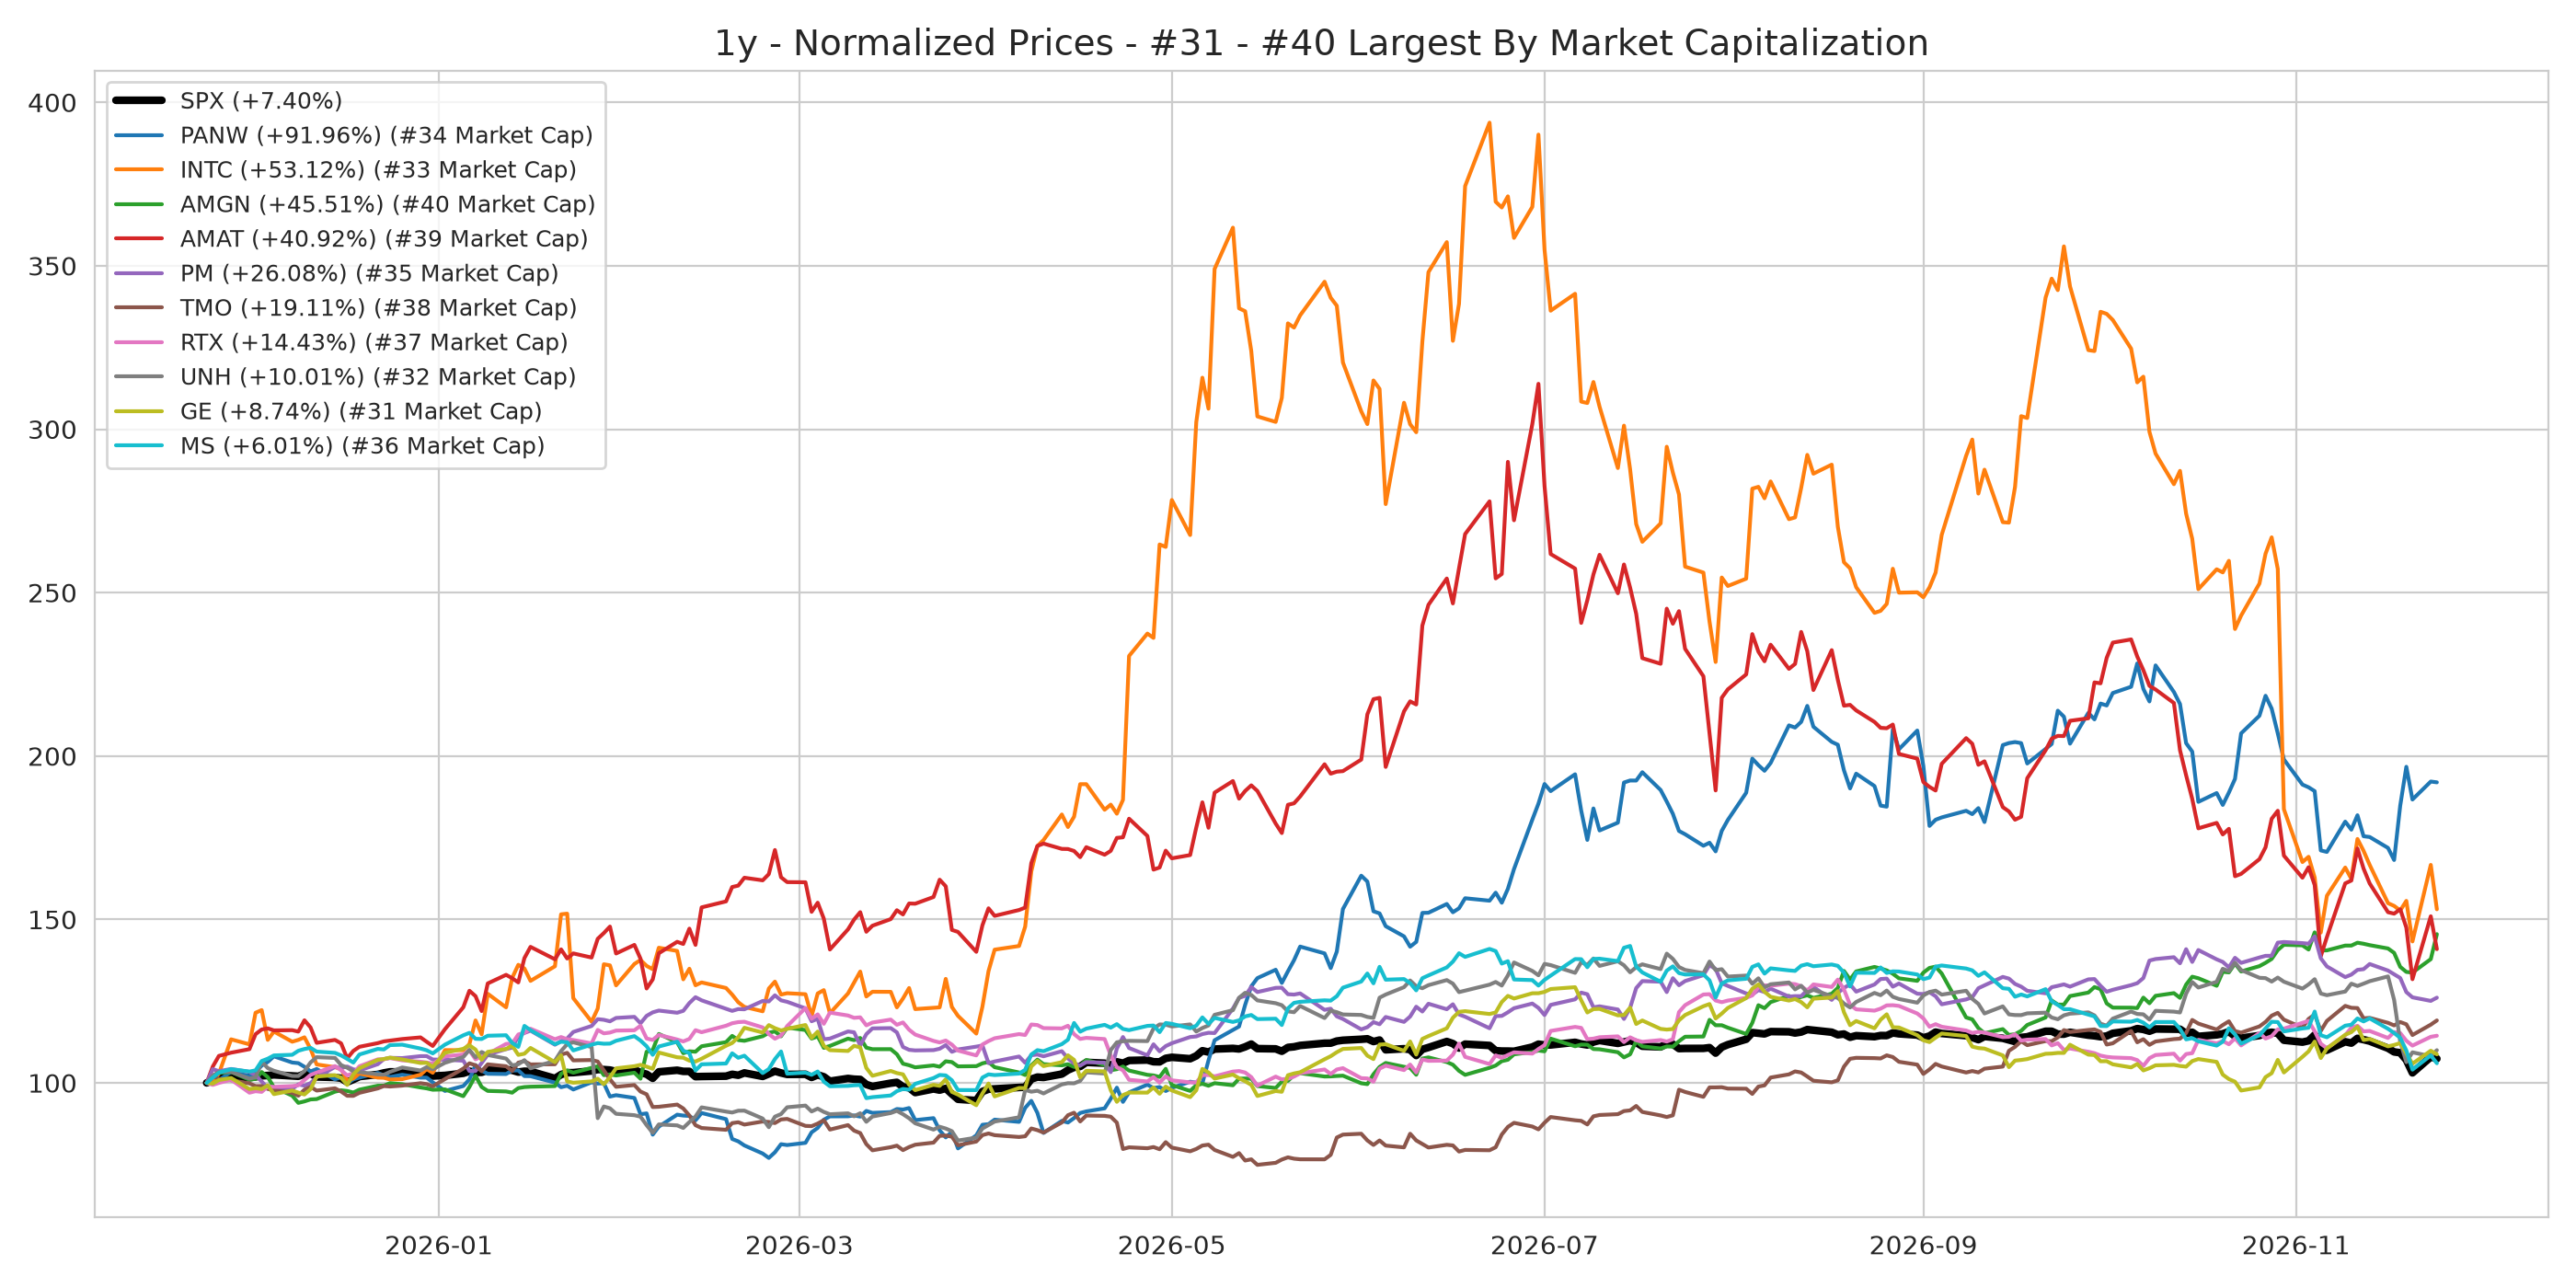 1y - Normalized Prices - #31 - #40 Largest By Market Capitalization
400
350
300
250
200
150
100
SPX (+7.40%)
PANW (+91.96%) (#34 Market Cap)
INTC (+53.12%) (#33 Market Cap)
AMGN (+45.51%) (#40 Market Cap)
AMAT (+40.92%) (#39 Market Cap)
PM (+26.08%) (#35 Market Cap)
TMO (+19.11%) (#38 Market Cap)
RTX (+14.43%) (#37 Market Cap)
UNH (+10.01%) (#32 Market Cap)
GE (+8.74%) (#31 Market Cap)
MS (+6.01%) (#36 Market Cap)
2026-01 2026-03 2026-05 2026-07 2026-09 2026-11